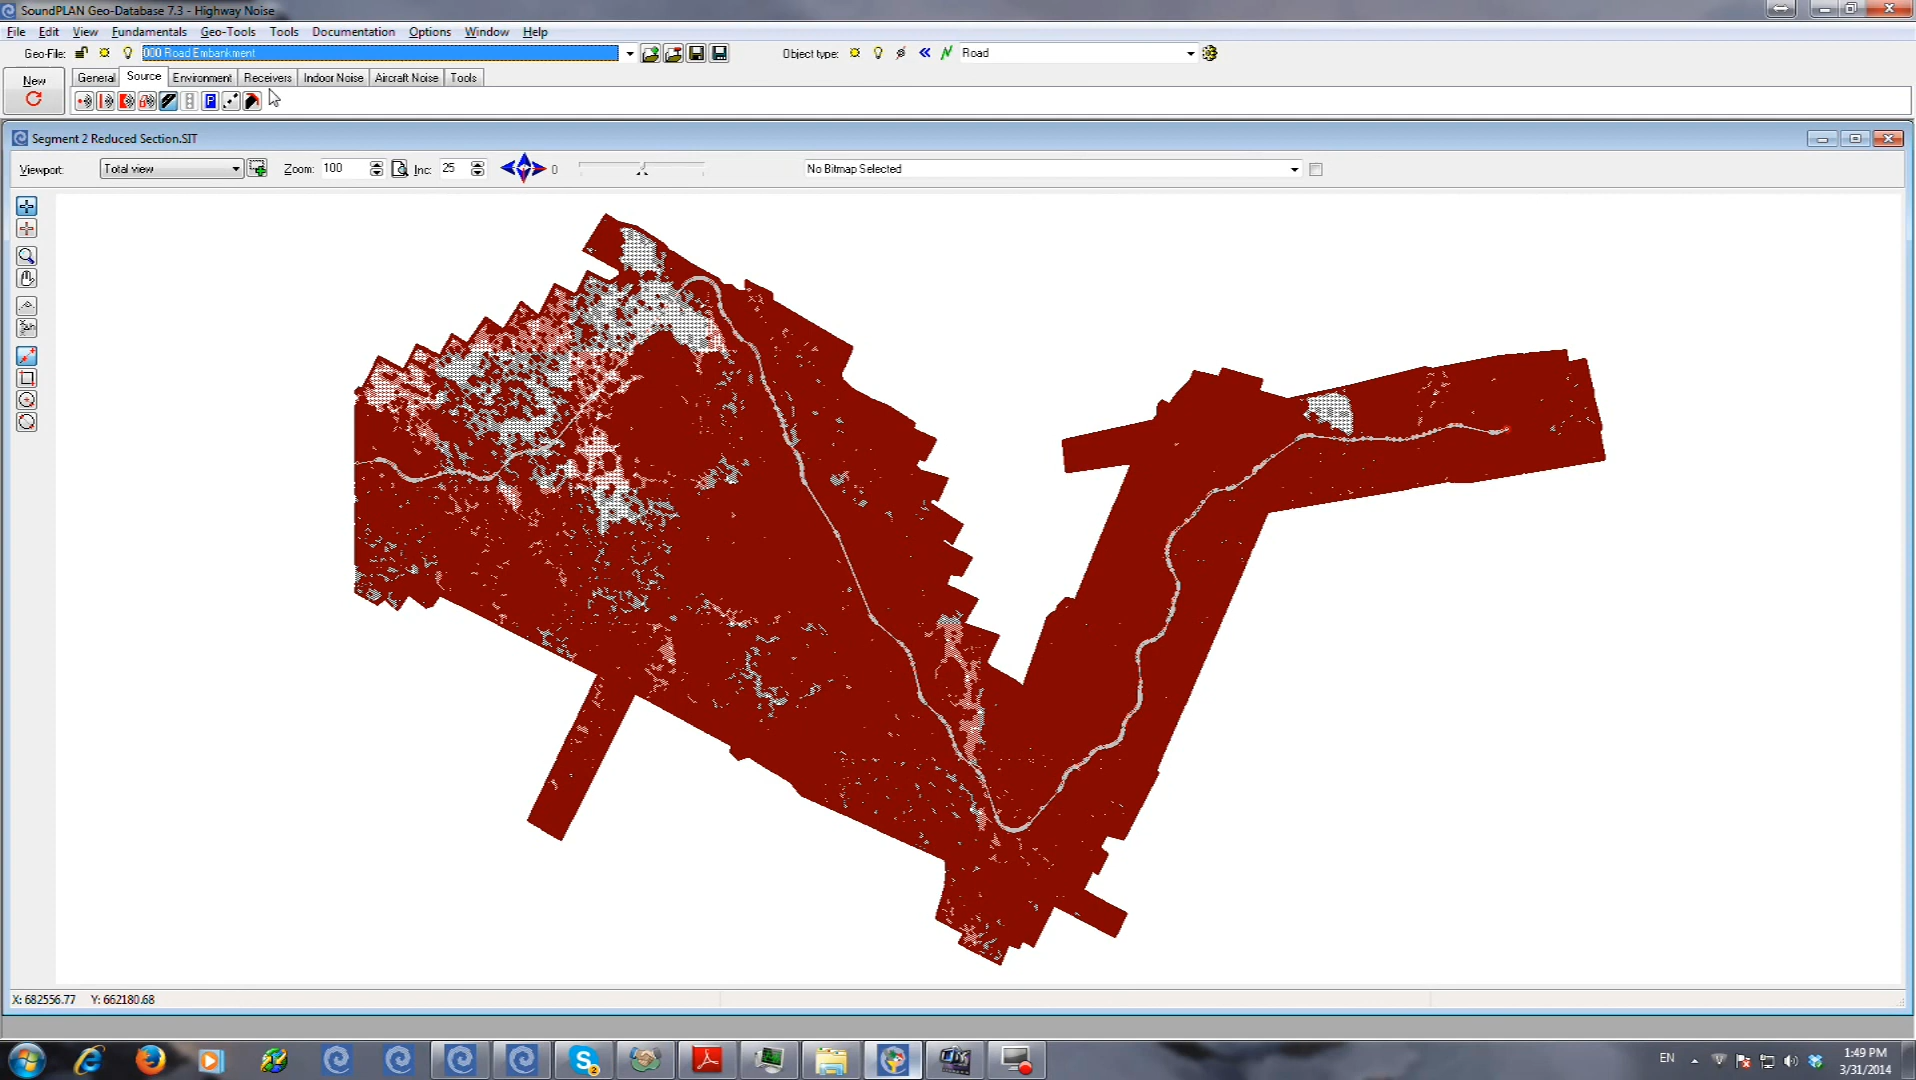 SoundPLAN Geo-Database 7.3 - Highway Noise
File Edit View Fundamentals Geo-Tools Tools Documentation Options Window Help
Geo-File: 000 Road Embankment Object type: Road
New General Source Environment Receivers Indoor Noise Aircraft Noise Tools
P
Segment 2 Reduced Section.SIT
Viewport: Total view Zoom: 100 Inc: 25 0 No Bitmap Selected
X: 682556.77 Y: 662180.68
EN 1:49 PM
3/31/2014